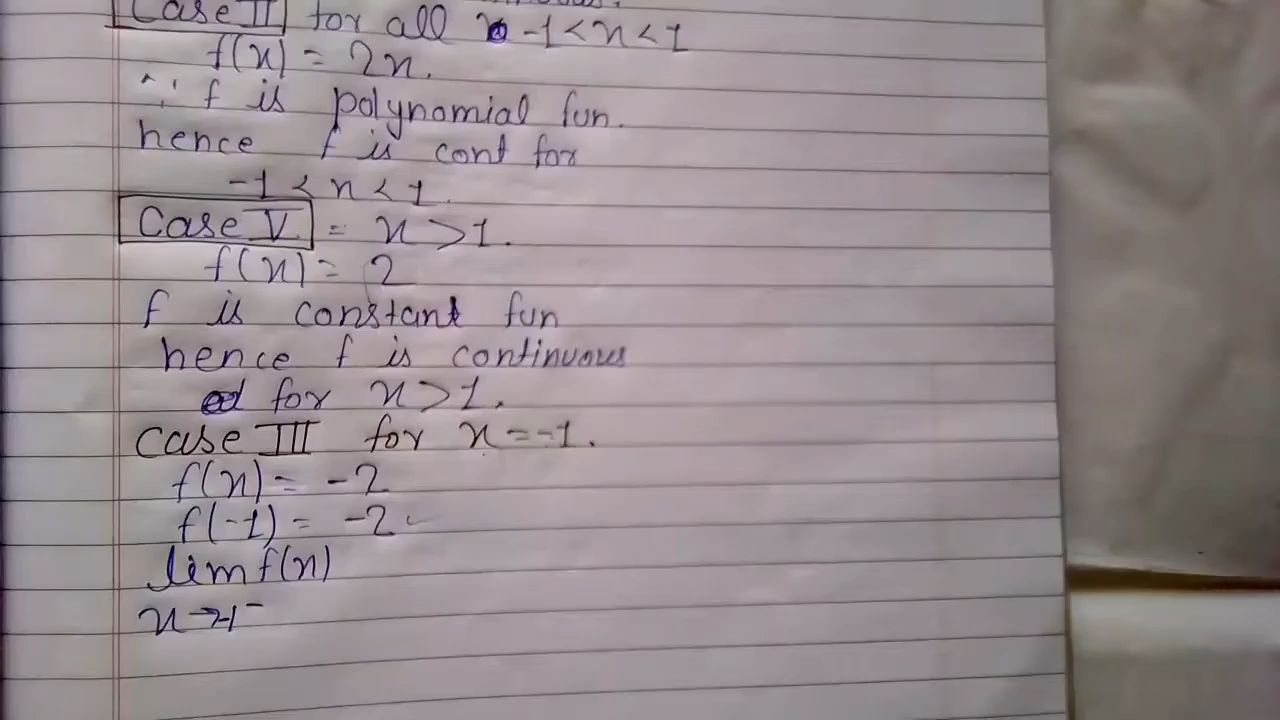 Case II for all -1<x<1
f(x) = 2x.
∵ f is polynomial fun.
hence f is cont for
-1 < x < 1.
Case V = x > 1.
f(x) = 2
f is constant fun
hence f is continuous
for x > 1.
Case III for x = -1.
f(x) = -2
f(-1) = -2
lim f(x)
x→-1⁻